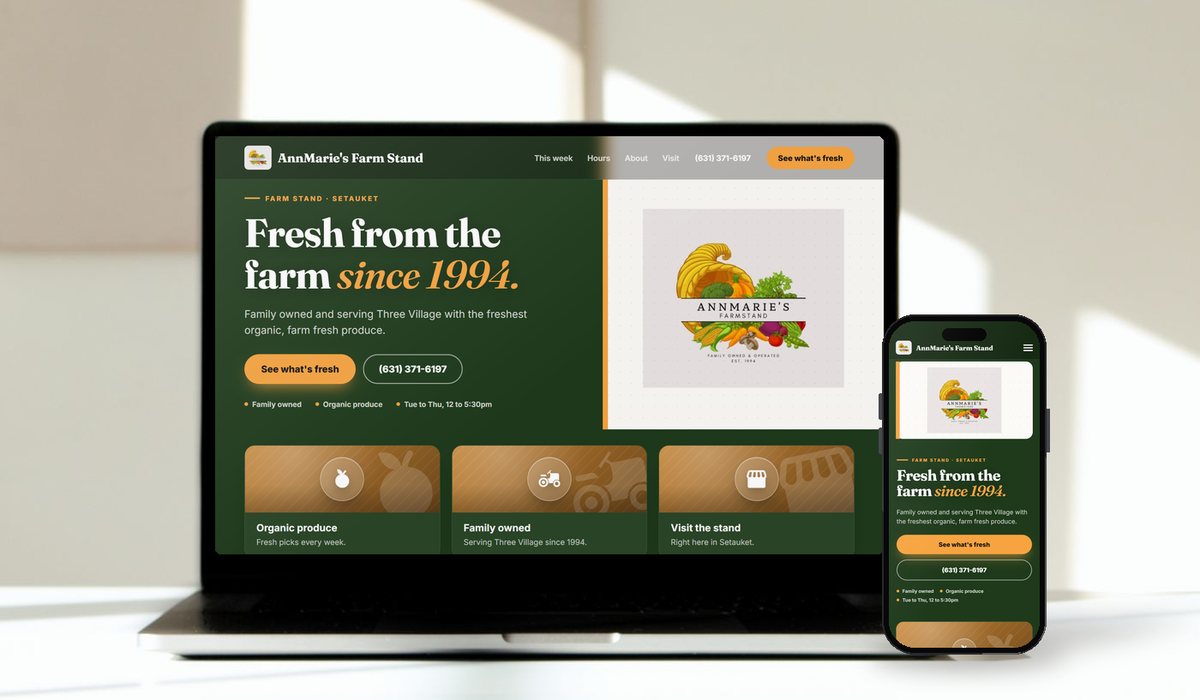 AnnMarie's Farm Stand
This week Hours About Visit (631) 371-6197 See what's fresh
FARM STAND · SETAUKET
Fresh from the
farm since 1994.
Family owned and serving Three Village with the freshest
organic, farm fresh produce.
See what's fresh (631) 371-6197
Family owned Organic produce Tue to Thu, 12 to 5:30pm
ANNMARIE'S
FARMSTAND
FAMILY OWNED & OPERATED
EST. 1994
Organic produce
Fresh picks every week.
Family owned
Serving Three Village since 1994.
Visit the stand
Right here in Setauket.
AnnMarie's Farm Stand
ANNMARIE'S
FARM STAND · SETAUKET
Fresh from the
farm since 1994.
Family owned and serving Three Village with
the freshest organic, farm fresh produce.
See what's fresh
(631) 371-6197
Family owned Organic produce
Tue to Thu, 12 to 5:30pm